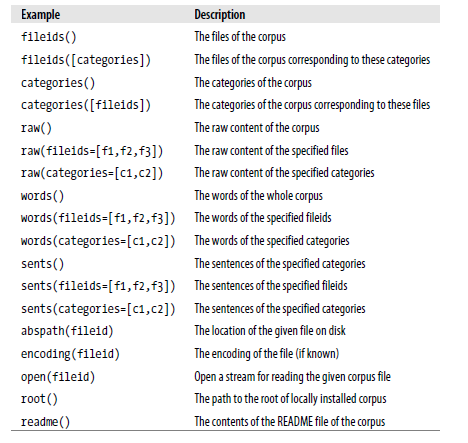 Example Description
fileids() The files of the corpus
fileids([categories]) The files of the corpus corresponding to these categories
categories() The categories of the corpus
categories([fileids]) The categories of the corpus corresponding to these files
raw() The raw content of the corpus
raw(fileids=[f1,f2,f3]) The raw content of the specified files
raw(categories=[c1,c2]) The raw content of the specified categories
words() The words of the whole corpus
words(fileids=[f1,f2,f3]) The words of the specified fileids
words(categories=[c1,c2]) The words of the specified categories
sents() The sentences of the specified categories
sents(fileids=[f1,f2,f3]) The sentences of the specified fileids
sents(categories=[c1,c2]) The sentences of the specified categories
abspath(fileid) The location of the given file on disk
encoding(fileid) The encoding of the file (if known)
open(fileid) Open a stream for reading the given corpus file
root() The path to the root of locally installed corpus
readme() The contents of the README file of the corpus